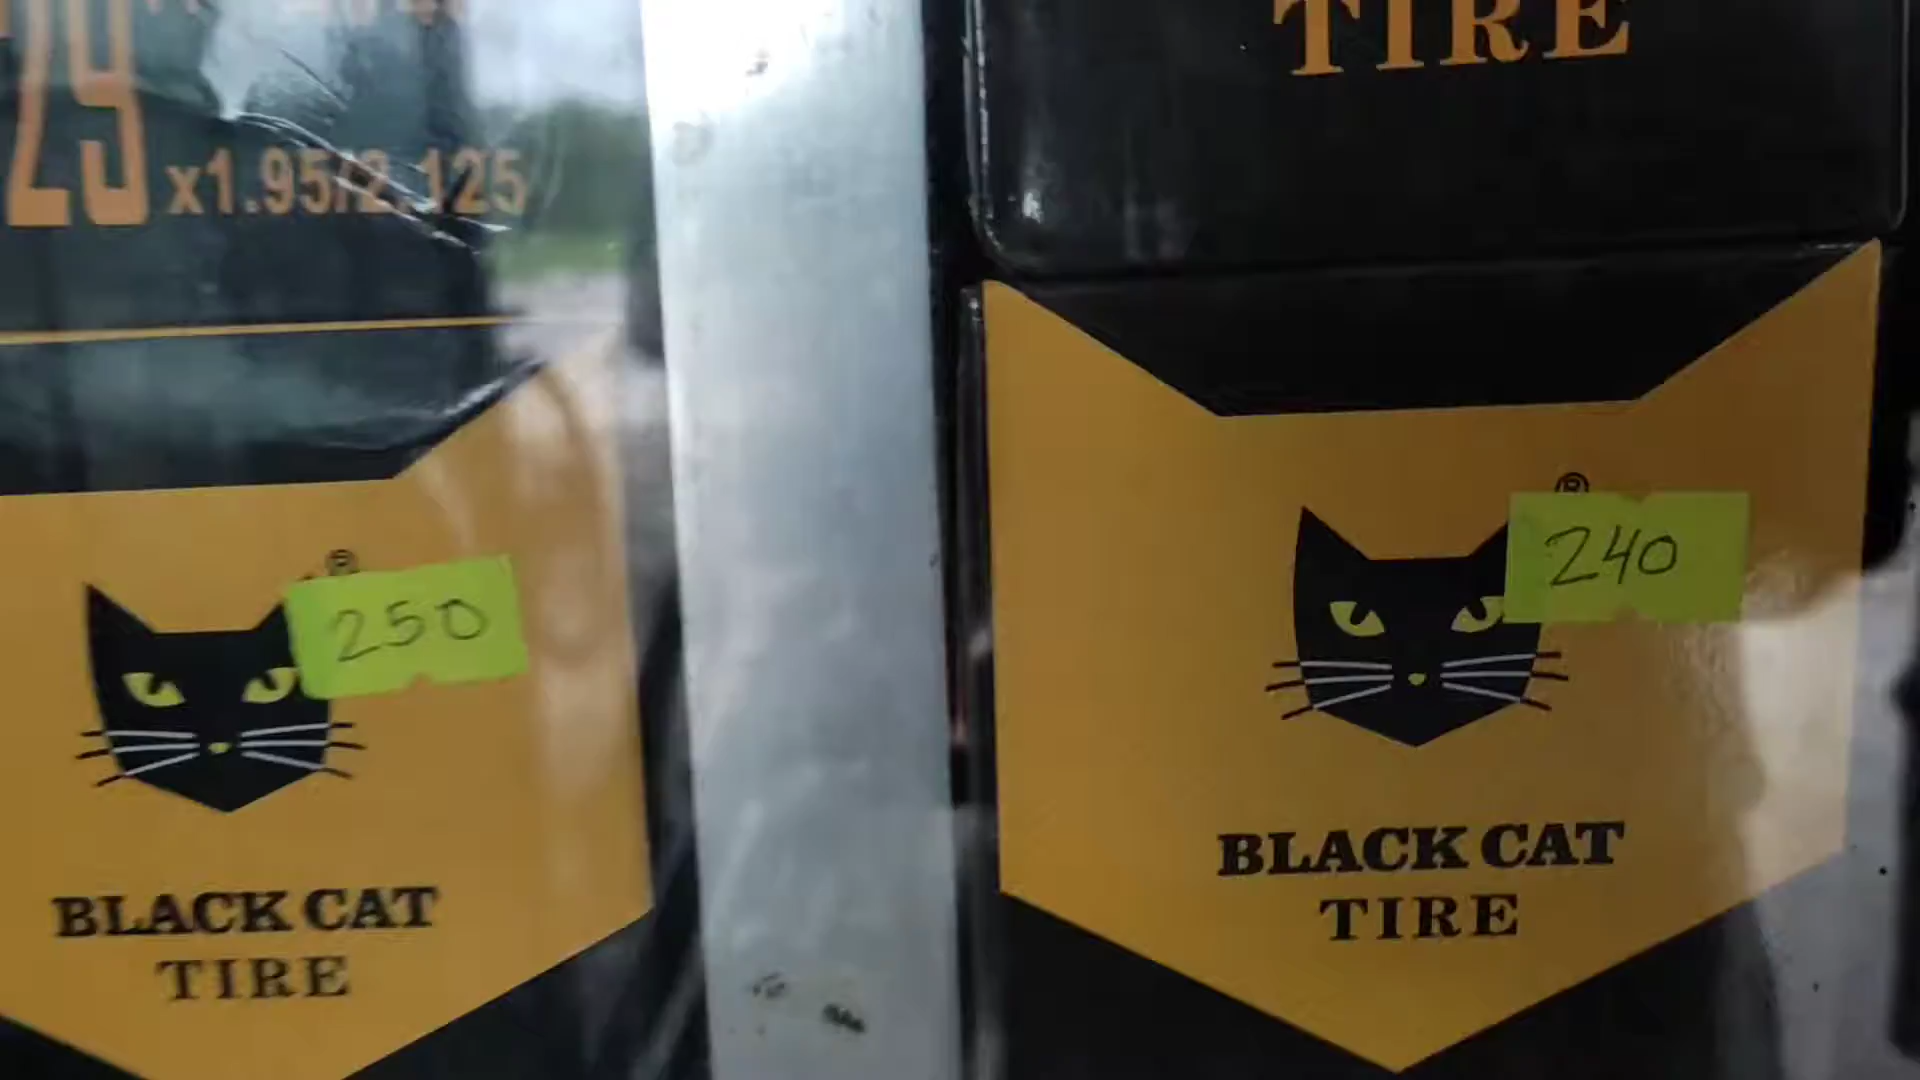 29 x1.95/2.125
®
250
BLACK CAT
TIRE
TIRE
®
240
BLACK CAT
TIRE